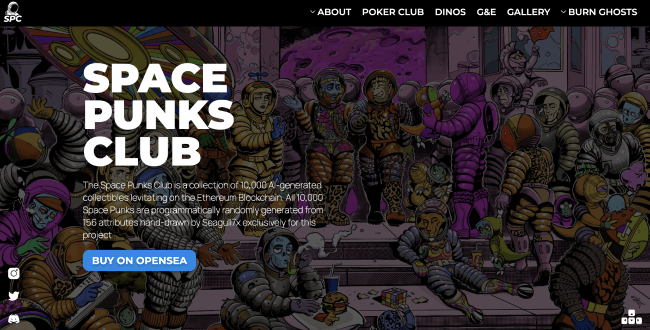 SPC
ABOUT POKER CLUB DINOS G&E GALLERY BURN GHOSTS
SPACE
PUNKS
CLUB
The Space Punks Club is a collection of 10,000 AI-generated
collectibles levitating on the Ethereum Blockchain. All 10,000
Space Punks are programmatically randomly generated from
156 attributes hand-drawn by Seagull7x exclusively for this
project.
BUY ON OPENSEA